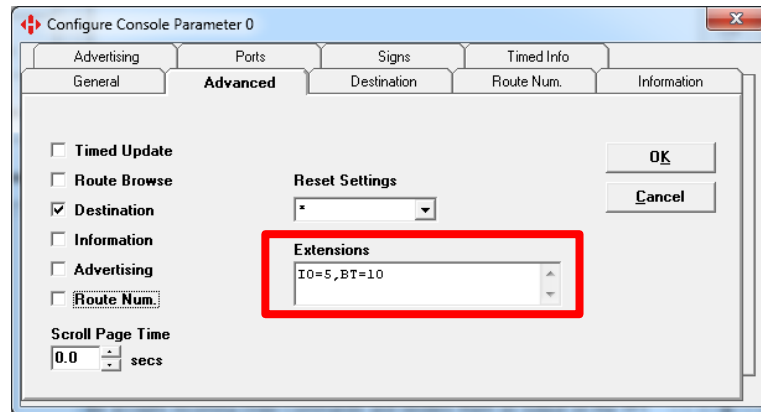 Configure Console Parameter 0
Advertising Ports Signs Timed Info
General Advanced Destination Route Num. Information
Timed Update
Route Browse
Destination
Information
Advertising
Route Num.
Scroll Page Time
0.0 secs
Reset Settings
*
Extensions
IO=5,BT=10
OK
Cancel